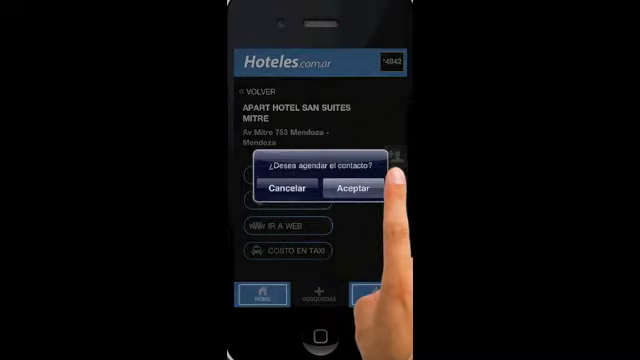 Hoteles.com.ar
*4842
« VOLVER
APART HOTEL SAN SUITES
MITRE
Av Mitre 753 Mendoza -
Mendoza
¿Desea agendar el contacto?
Cancelar
Aceptar
IR A WEB
COSTO EN TAXI
HOME
BUSQUEDAS